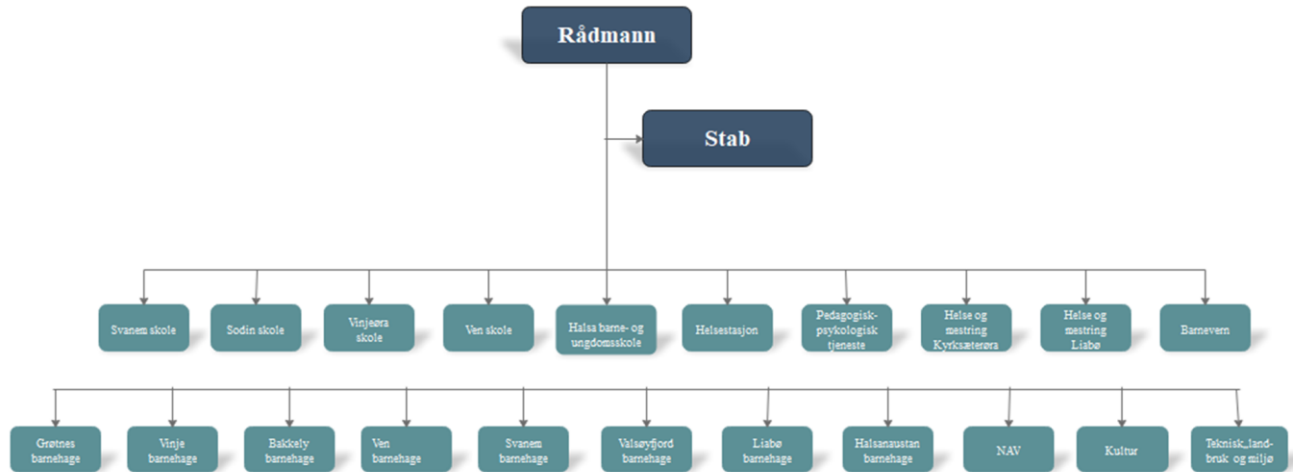 Rådmann
Stab
Svanem skole
Sodin skole
Vinjeøra
skole
Ven skole
Halsa barne- og
ungdomsskole
Helsestasjon
Pedagogisk-
psykologisk
tjeneste
Helse og
mestring
Kyrksæterøra
Helse og
mestring
Liabø
Barnevern
Grøtnes
barnehage
Vinje
barnehage
Bakkely
barnehage
Ven
barnehage
Svanem
barnehage
Valsøyfjord
barnehage
Liabø
barnehage
Halsanaustan
barnehage
NAV
Kultur
Teknisk,land-
bruk og miljø